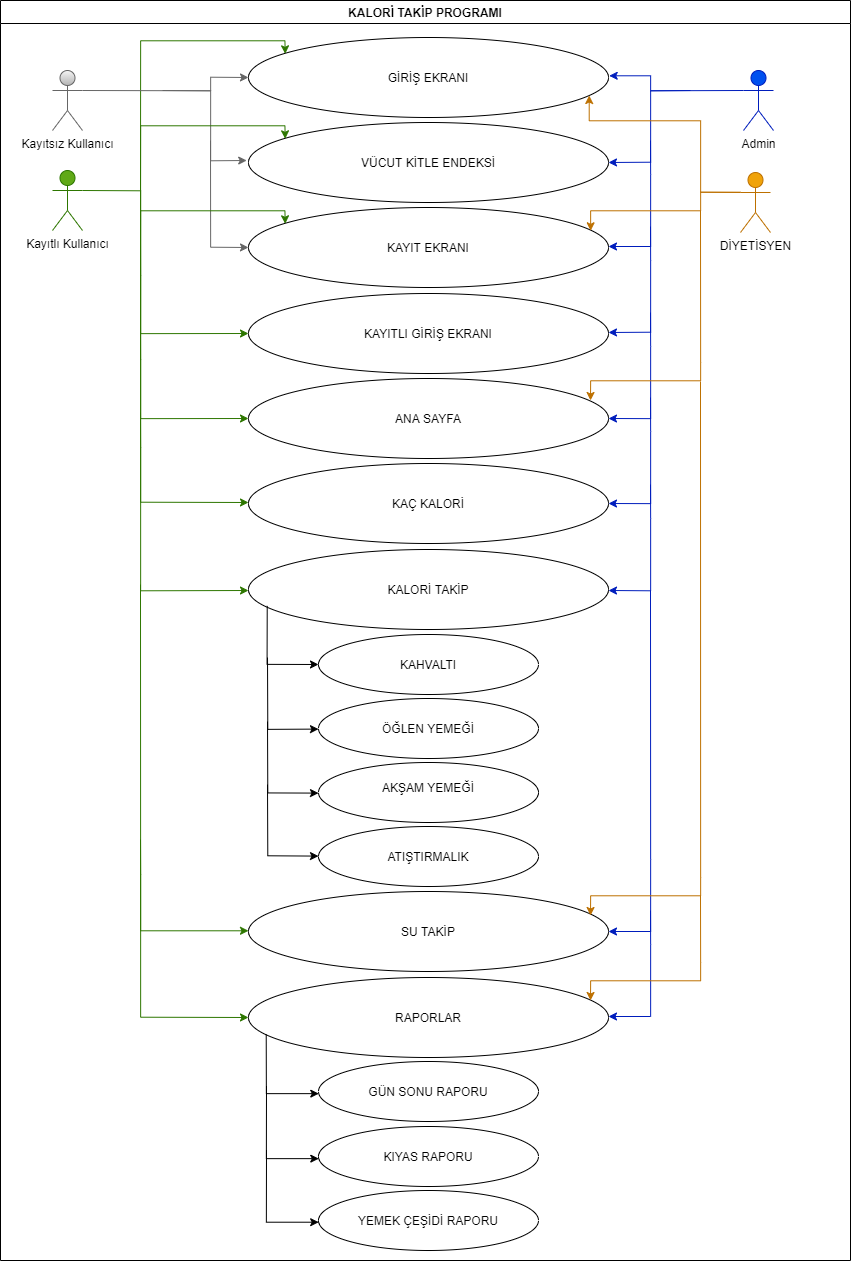 KALORİ TAKİP PROGRAMI
GİRİŞ EKRANI
Kayıtsız Kullanıcı
Admin
VÜCUT KİTLE ENDEKSİ
Kayıtlı Kullanıcı
DİYETİSYEN
KAYIT EKRANI
KAYITLI GİRİŞ EKRANI
ANA SAYFA
KAÇ KALORİ
KALORİ TAKİP
KAHVALTI
ÖĞLEN YEMEĞİ
AKŞAM YEMEĞİ
ATIŞTIRMALIK
SU TAKİP
RAPORLAR
GÜN SONU RAPORU
KIYAS RAPORU
YEMEK ÇEŞİDİ RAPORU